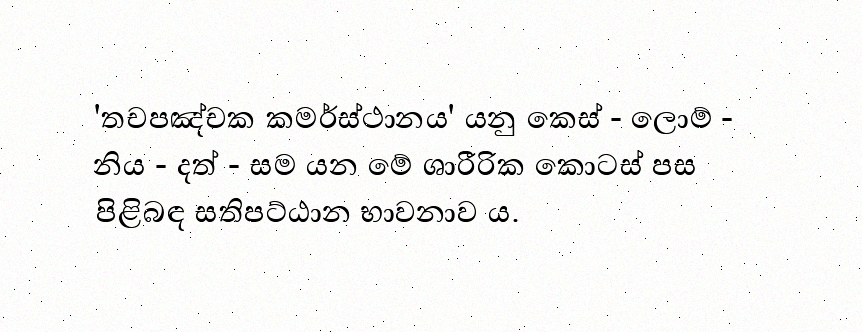 'තචපඤ්චක කමර්ස්ථානය' යනු කෙස් - ලොම් -
නිය - දත් - සම යන මේ ශාරීරික කොටස් පස
පිළිබඳ සතිපට්ඨාන භාවනාව ය.